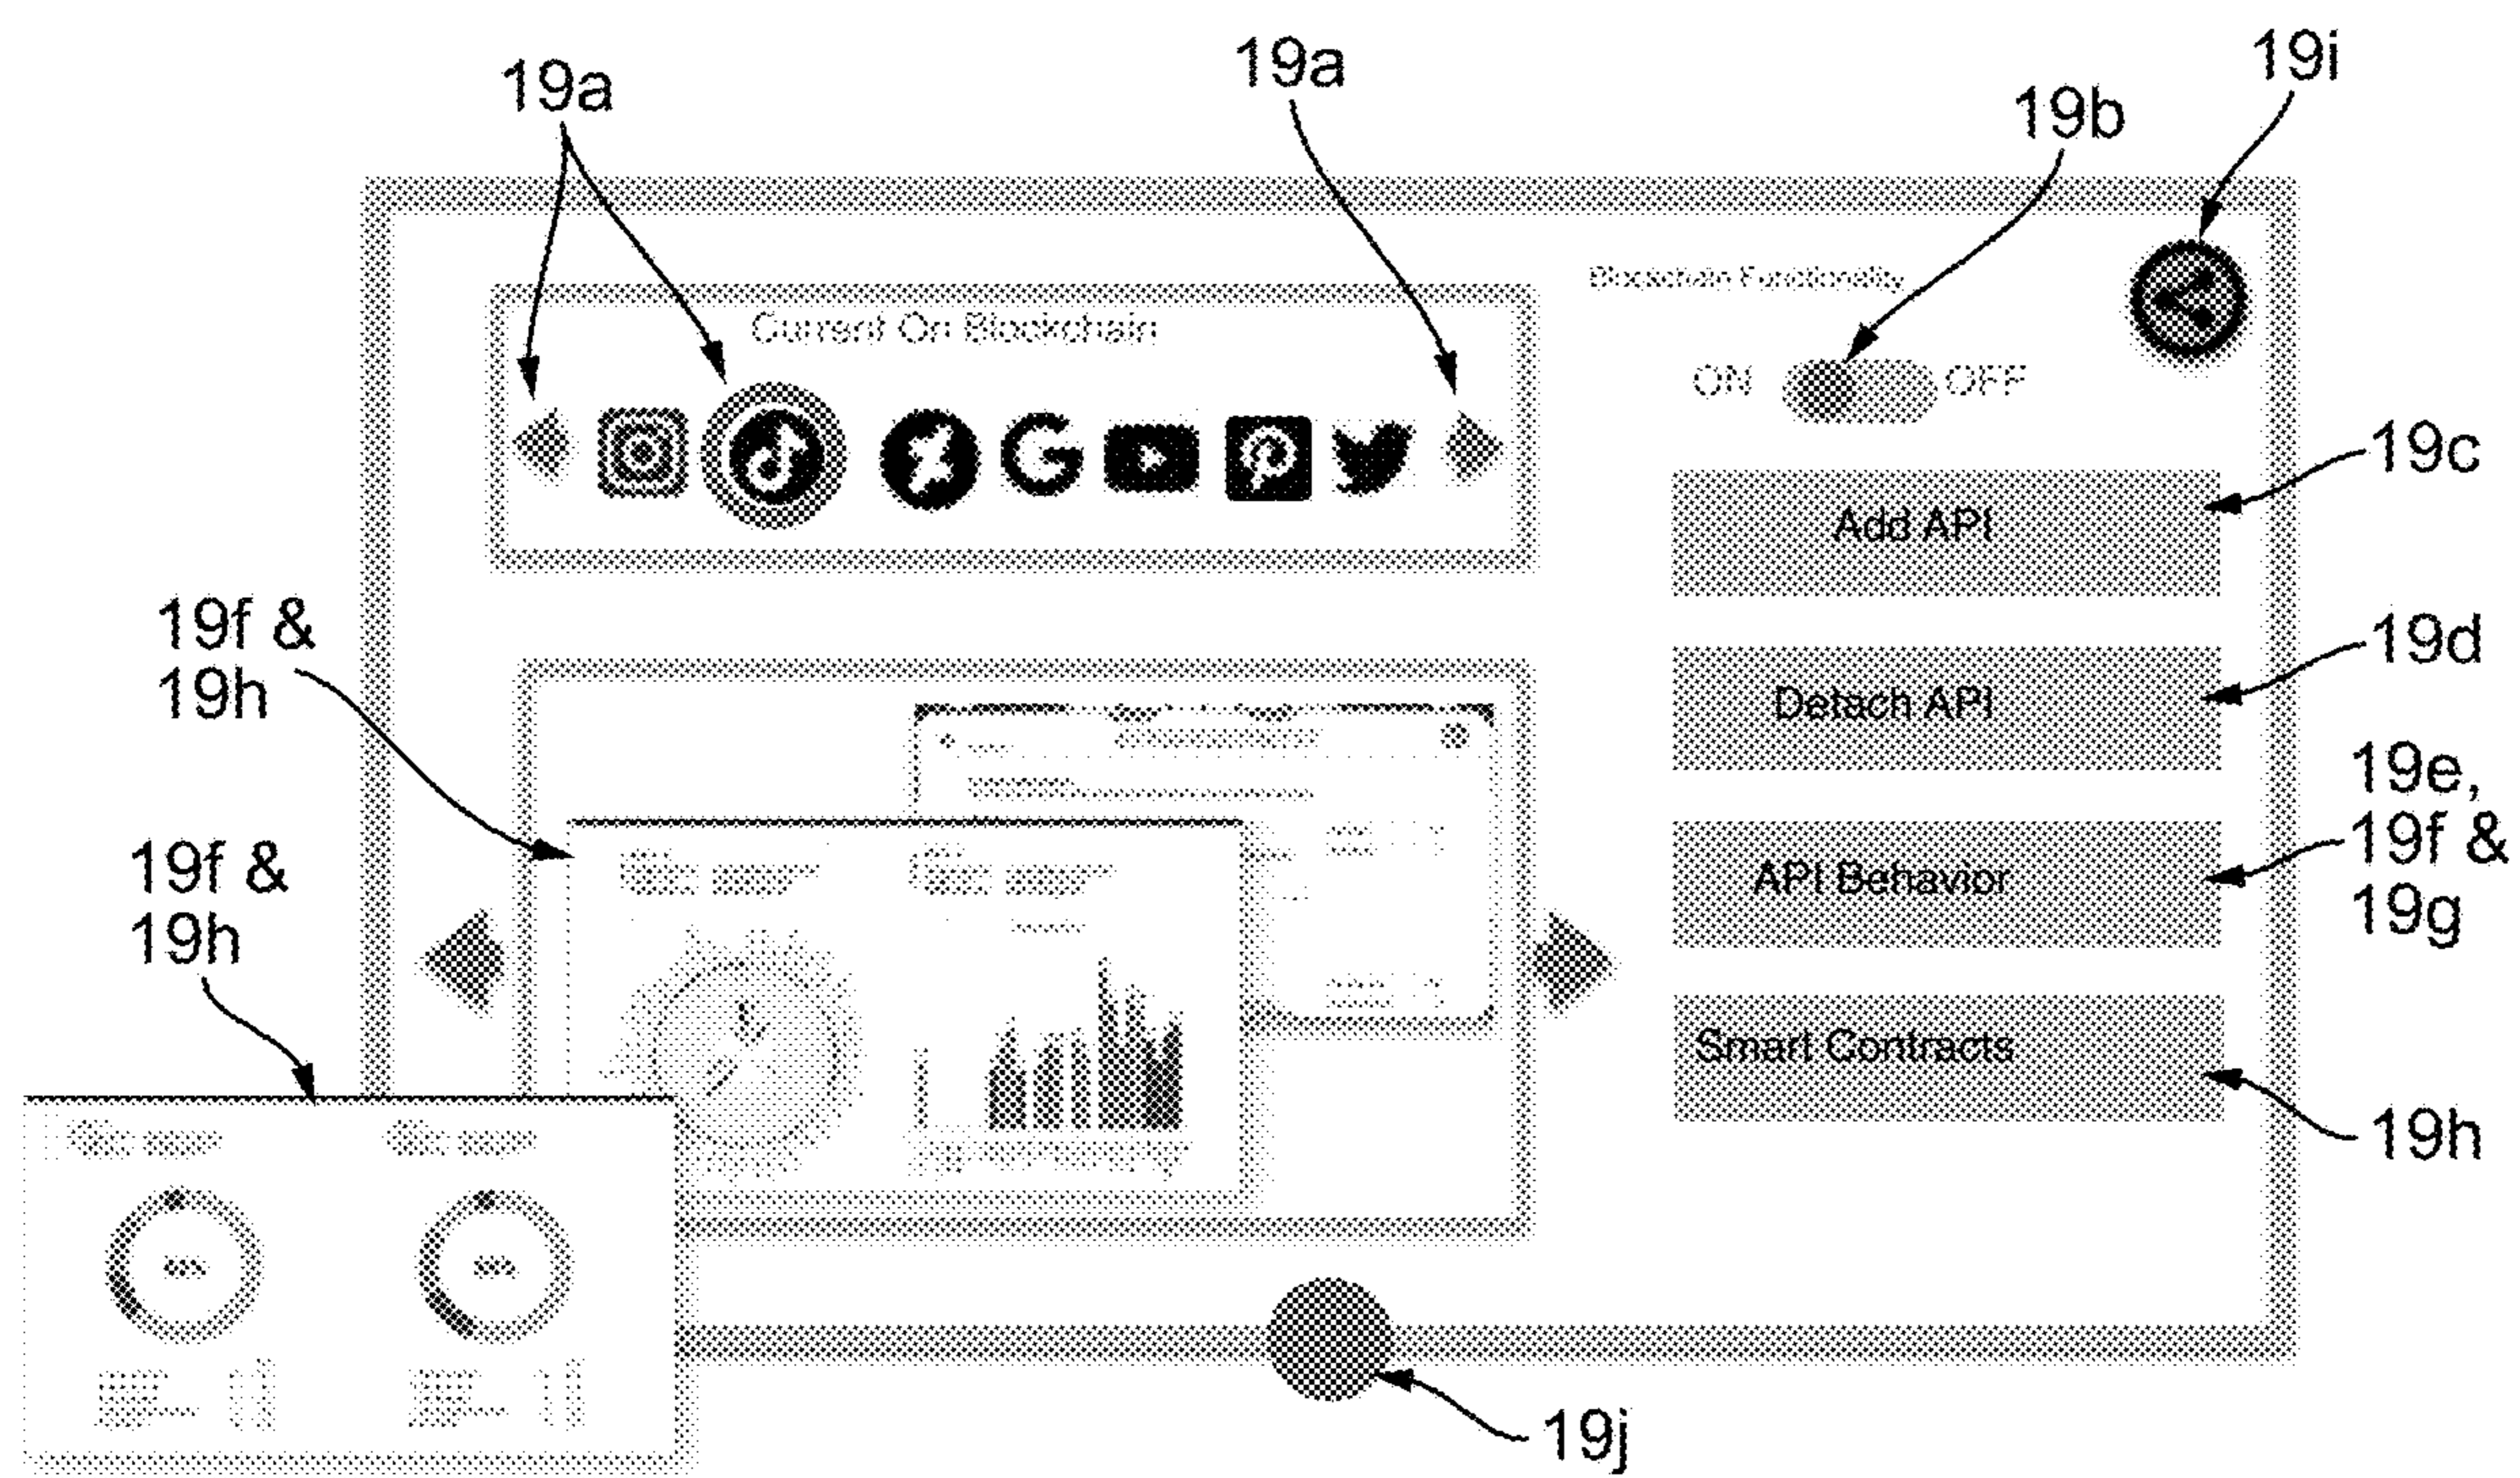 19a
19a
19i
19b
Blockchain Functionality
Current On Blockchain
ON
OFF
19c
Add API
19f &
19h
19d
Detach API
19e,
19f &
19g
API Behavior
19f &
19h
Smart Contracts
19h
19j